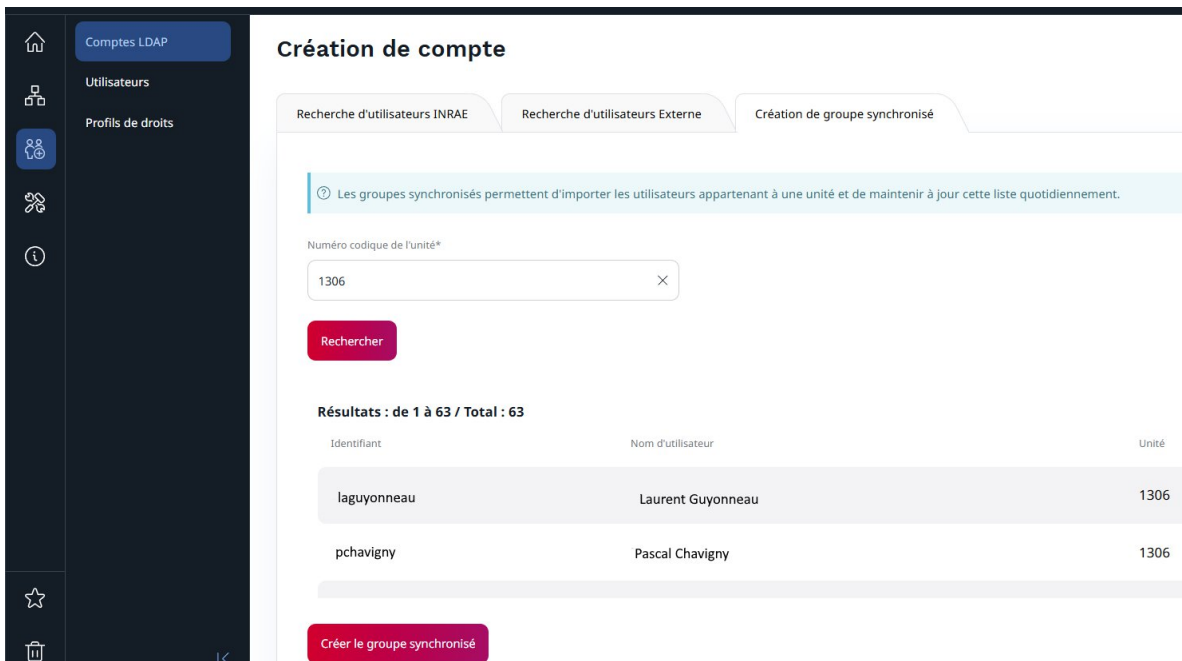 Comptes LDAP
Utilisateurs
Profils de droits
Création de compte
Recherche d'utilisateurs INRAE
Recherche d'utilisateurs Externe
Création de groupe synchronisé
Les groupes synchronisés permettent d'importer les utilisateurs appartenant à une unité et de maintenir à jour cette liste quotidiennement.
Numéro codique de l'unité*
1306
Rechercher
Résultats : de 1 à 63 / Total : 63
Identifiant Nom d'utilisateur Unité
laguyonneau Laurent Guyonneau 1306
pchavigny Pascal Chavigny 1306
Créer le groupe synchronisé